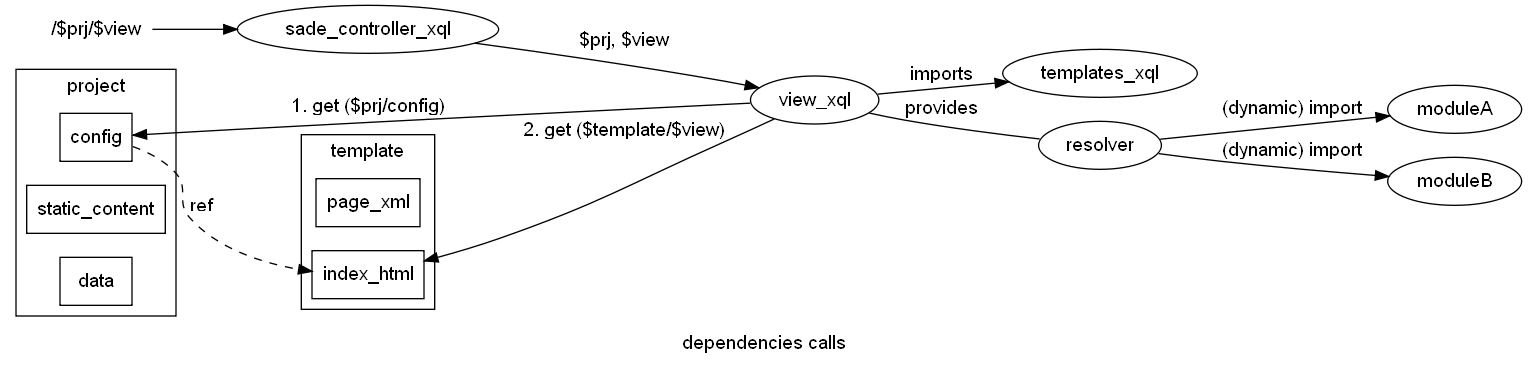 /$prj/$view
sade_controller_xql
$prj, $view
project
config
static_content
data
1. get ($prj/config)
2. get ($template/$view)
ref
template
page_xml
index_html
view_xql
imports
provides
templates_xql
resolver
(dynamic) import
(dynamic) import
moduleA
moduleB
dependencies calls